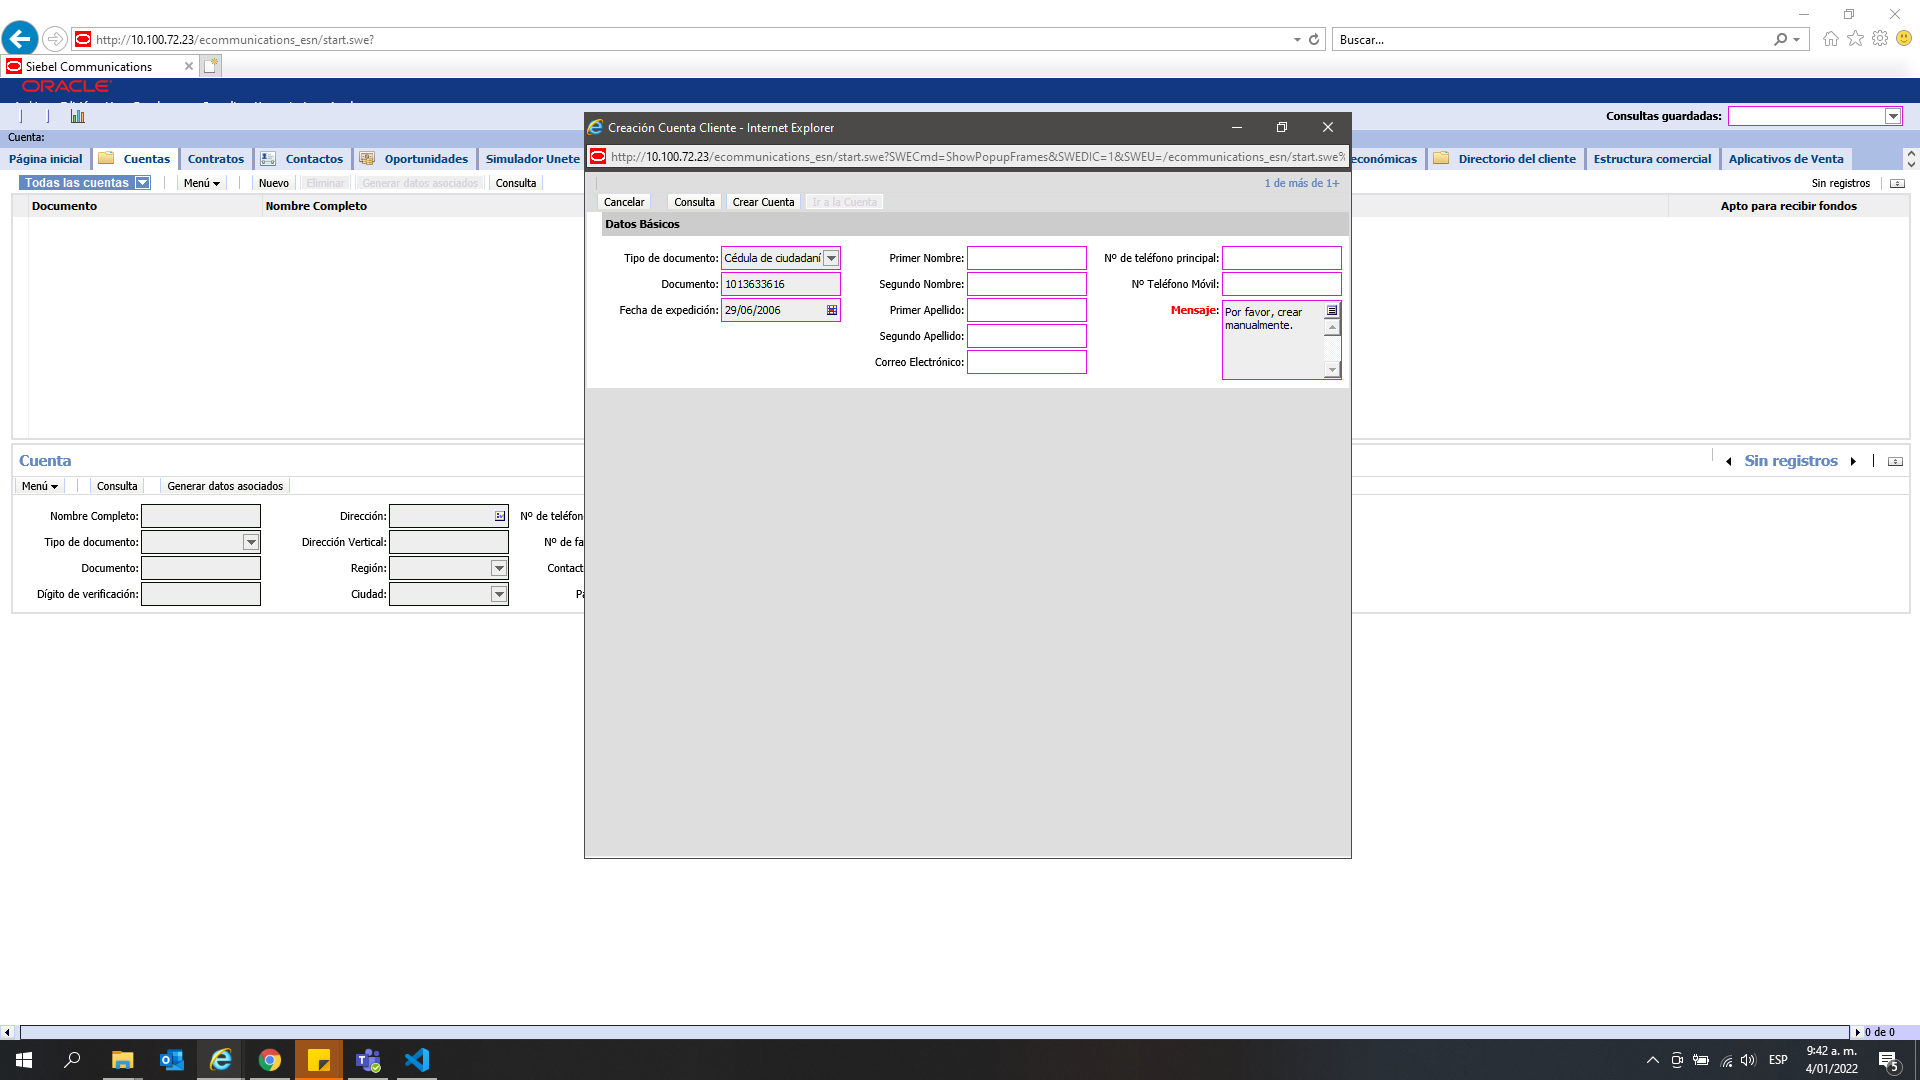 http://10.100.72.23/ecommunications_esn/start.swe?
Buscar...
Siebel Communications
ORACLE
Consultas guardadas:
Cuenta:
Página inicial
Cuentas
Contratos
Contactos
Oportunidades
Simulador Unete
económicas
Directorio del cliente
Estructura comercial
Aplicativos de Venta
Todas las cuentas
Menú
Nuevo
Eliminar
Generar datos asociados
Consulta
Sin registros
Documento
Nombre Completo
Apto para recibir fondos
Creación Cuenta Cliente - Internet Explorer
http://10.100.72.23/ecommunications_esn/start.swe?SWECmd=ShowPopupFrames&SWEDIC=1&SWEU=/ecommunications_esn/start.swe%
1 de más de 1+
Cancelar
Consulta
Crear Cuenta
Ir a la Cuenta
Datos Básicos
Tipo de documento: Cédula de ciudadaní
Documento: 1013633616
Fecha de expedición: 29/06/2006
Primer Nombre:
Segundo Nombre:
Primer Apellido:
Segundo Apellido:
Correo Electrónico:
Nº de teléfono principal:
Nº Teléfono Móvil:
Mensaje: Por favor, crear
manualmente.
Cuenta
Sin registros
Menú
Consulta
Generar datos asociados
Nombre Completo:
Tipo de documento:
Documento:
Dígito de verificación:
Dirección:
Dirección Vertical:
Región:
Ciudad:
Nº de teléfon
Nº de fa
Contact
Pa
0 de 0
ESP
9:42 a. m.
4/01/2022
5